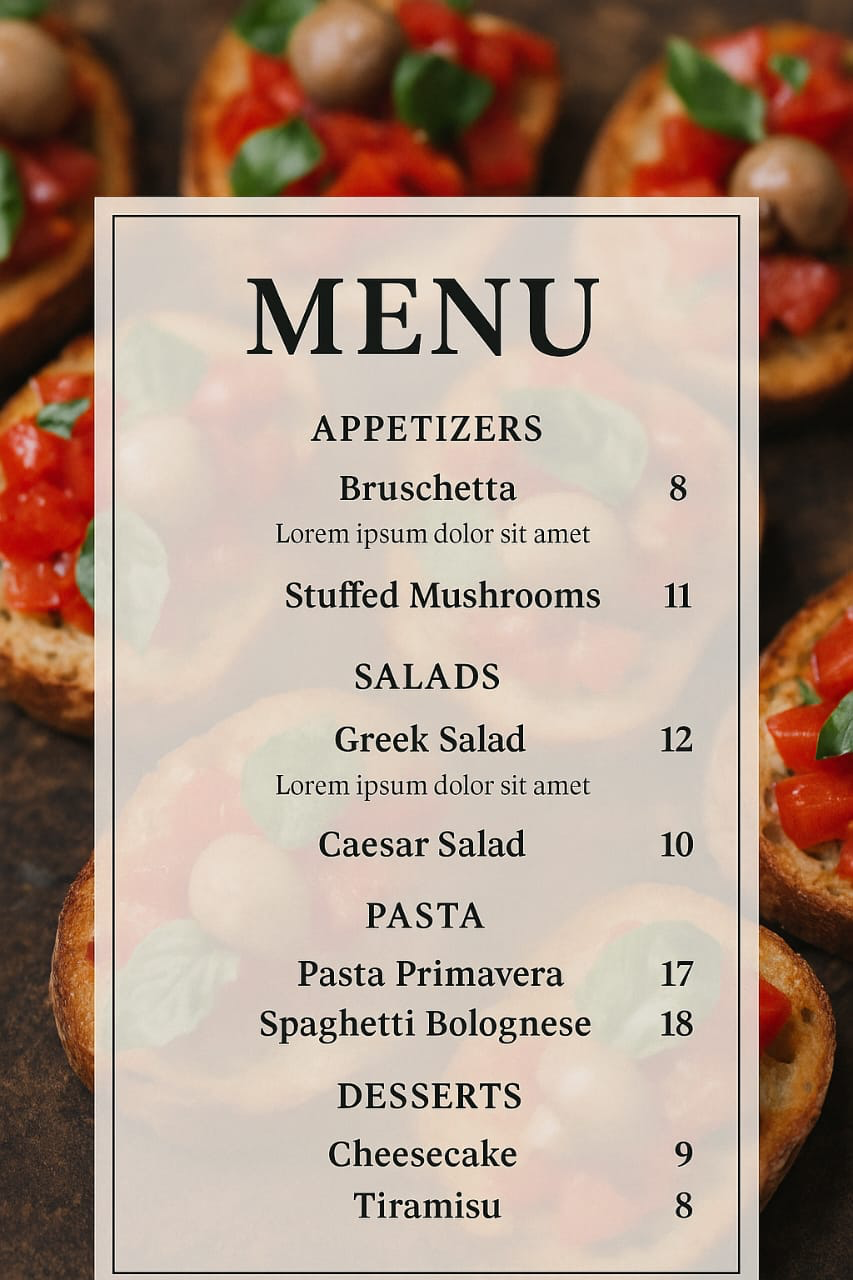 MENU
APPETIZERS
Bruschetta 8
Lorem ipsum dolor sit amet
Stuffed Mushrooms 11
SALADS
Greek Salad 12
Lorem ipsum dolor sit amet
Caesar Salad 10
PASTA
Pasta Primavera 17
Spaghetti Bolognese 18
DESSERTS
Cheesecake 9
Tiramisu 8